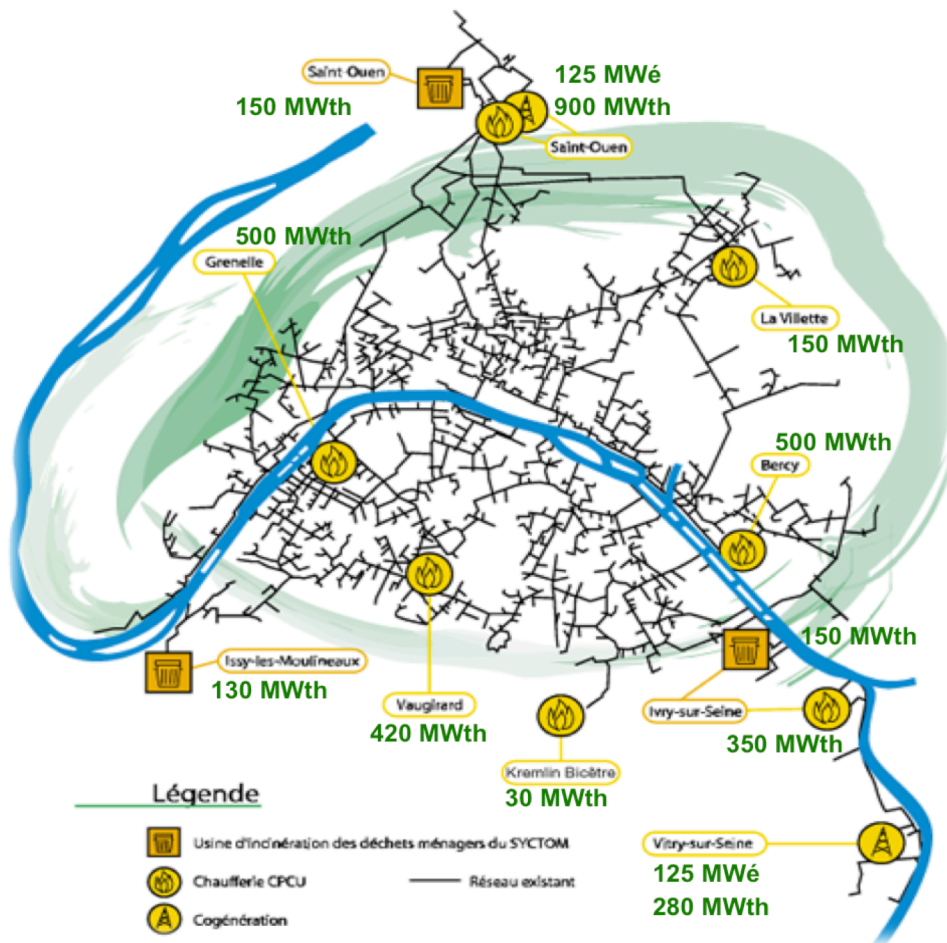 Saint-Ouen
125 MWé
150 MWth
900 MWth
Saint-Ouen
500 MWth
Grenelle
La Villette
150 MWth
500 MWth
Bercy
150 MWth
Issy-les-Moulineaux
130 MWth
Vaugirard
420 MWth
Ivry-sur-Seine
350 MWth
Kremlin Bicêtre
30 MWth
Légende
Usine d'incinération des déchets ménagers du SYCTOM
Chaufferie CPCU
Réseau existant
Cogénération
Vitry-sur-Seine
125 MWé
280 MWth